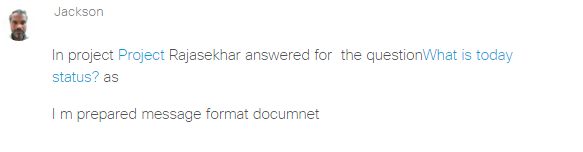 Jackson
In project Project Rajasekhar answered for the questionWhat is today
status? as
I m prepared message format documnet